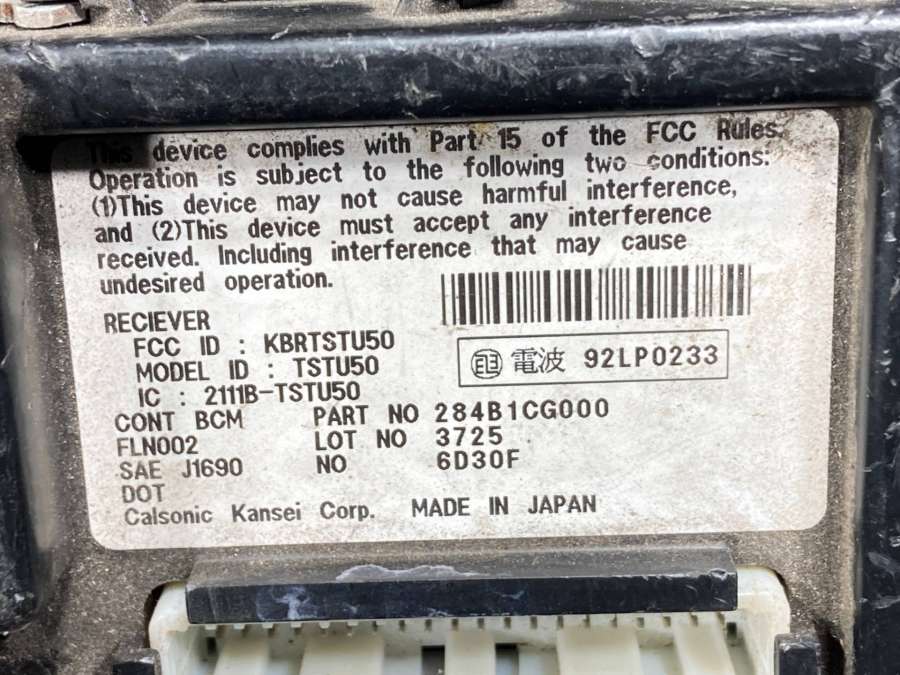 This device complies with Part 15 of the FCC Rules.
Operation is subject to the following two conditions:
(1)This device may not cause harmful interference,
and (2)This device must accept any interference
received. Including interference that may cause
undesired operation.
RECIEVER
FCC ID : KBRTSTU50
MODEL ID : TSTU50
IC : 2111B-TSTU50
電波 92LP0233
CONT BCM PART NO 284B1CG000
FLN002 LOT NO 3725
SAE J1690 NO 6D30F
DOT
Calsonic Kansei Corp. MADE IN JAPAN